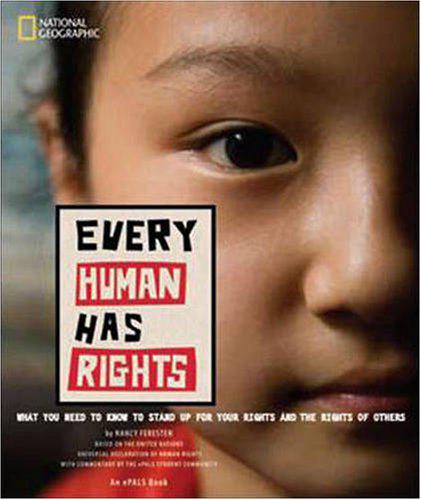 NATIONAL
GEOGRAPHIC
EVERY
HUMAN
HAS
RIGHTS
WHAT YOU NEED TO KNOW TO STAND UP FOR YOUR RIGHTS AND THE RIGHTS OF OTHERS
by NANCY FERESTEN
BASED ON THE UNITED NATIONS
UNIVERSAL DECLARATION OF HUMAN RIGHTS
WITH COMMENTARY BY THE ePALS STUDENT COMMUNITY
An ePALS Book